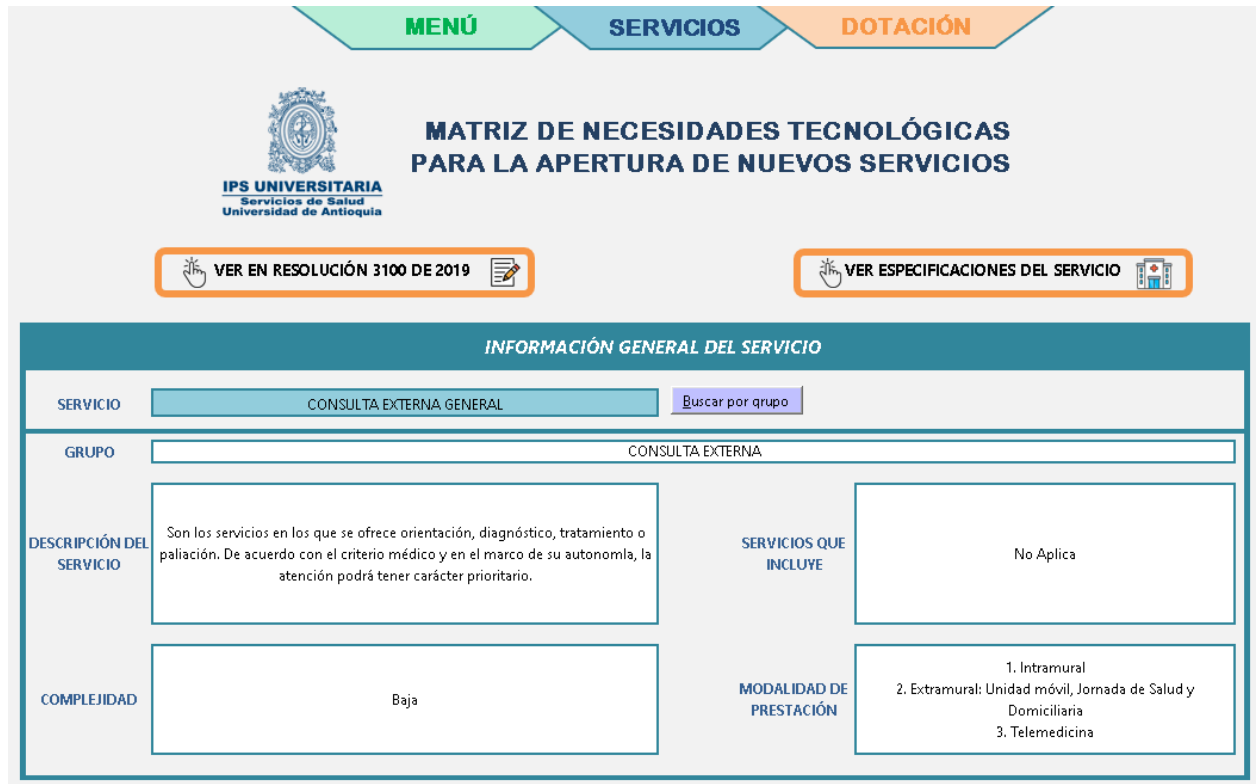 MENÚ
SERVICIOS
DOTACIÓN
MATRIZ DE NECESIDADES TECNOLÓGICAS
PARA LA APERTURA DE NUEVOS SERVICIOS
IPS UNIVERSITARIA
Servicios de Salud
Universidad de Antioquia
VER EN RESOLUCIÓN 3100 DE 2019
VER ESPECIFICACIONES DEL SERVICIO
INFORMACIÓN GENERAL DEL SERVICIO
SERVICIO
CONSULTA EXTERNA GENERAL
Buscar por grupo
GRUPO
CONSULTA EXTERNA
DESCRIPCIÓN DEL
SERVICIO
Son los servicios en los que se ofrece orientación, diagnóstico, tratamiento o
paliación. De acuerdo con el criterio médico y en el marco de su autonomla, la
atención podrá tener carácter prioritario.
SERVICIOS QUE
INCLUYE
No Aplica
COMPLEJIDAD
Baja
MODALIDAD DE
PRESTACIÓN
1. Intramural
2. Extramural: Unidad móvil, Jornada de Salud y
Domiciliaria
3. Telemedicina